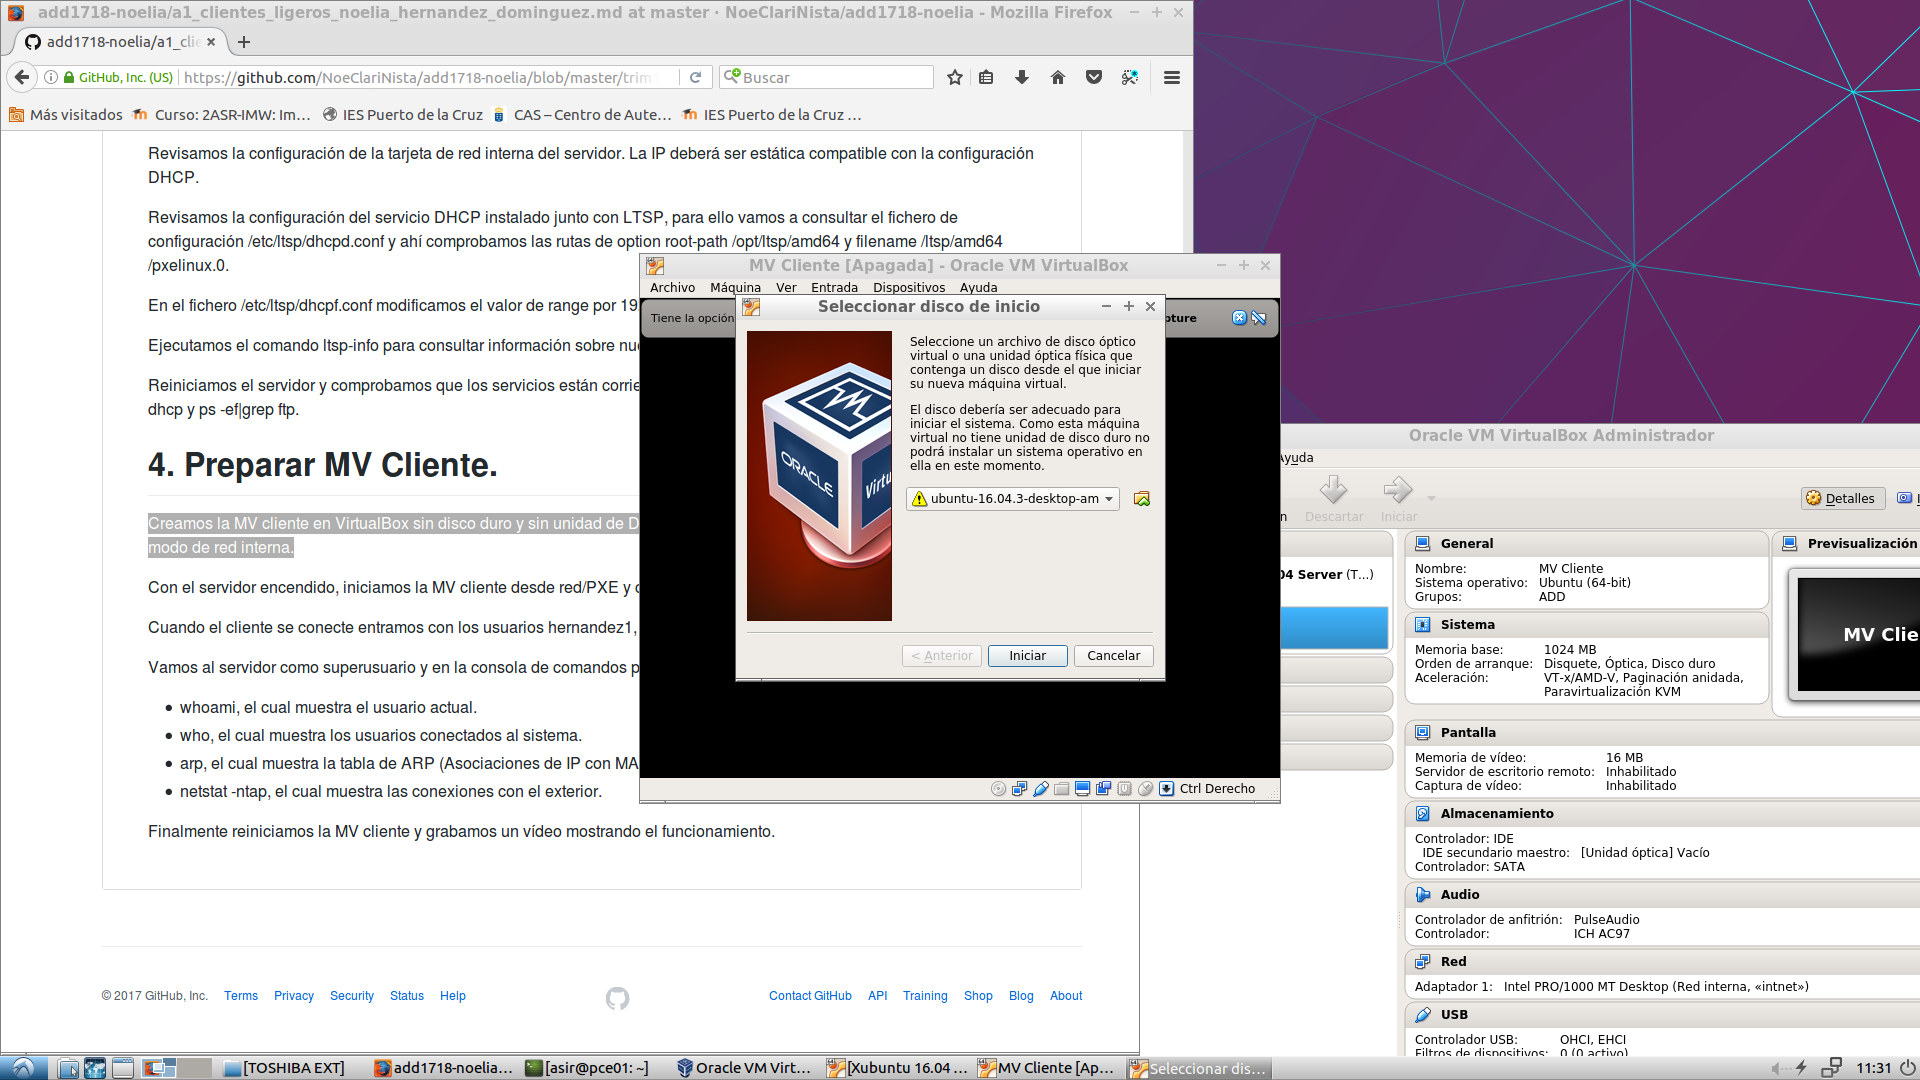 add1718-noelia/a1_clientes_ligeros_noelia_hernandez_dominguez.md at master · NoeClariNista/add1718-noelia - Mozilla Firefox
add1718-noelia/a1_clie
GitHub, Inc. (US)
https://github.com/NoeClariNista/add1718-noelia/blob/master/trim
Buscar
Más visitados
Curso: 2ASR-IMW: Im...
IES Puerto de la Cruz
CAS – Centro de Aute...
IES Puerto de la Cruz ...
Revisamos la configuración de la tarjeta de red interna del servidor. La IP deberá ser estática compatible con la configuración
DHCP.
Revisamos la configuración del servicio DHCP instalado junto con LTSP, para ello vamos a consultar el fichero de
configuración /etc/ltsp/dhcpd.conf y ahí comprobamos las rutas de option root-path /opt/ltsp/amd64 y filename /ltsp/amd64
/pxelinux.0.
En el fichero /etc/ltsp/dhcpf.conf modificamos el valor de range por 19
Ejecutamos el comando ltsp-info para consultar información sobre nu
Reiniciamos el servidor y comprobamos que los servicios están corrie
dhcp y ps -ef|grep ftp.
4. Preparar MV Cliente.
Creamos la MV cliente en VirtualBox sin disco duro y sin unidad de D
modo de red interna.
Con el servidor encendido, iniciamos la MV cliente desde red/PXE y c
Cuando el cliente se conecte entramos con los usuarios hernandez1,
Vamos al servidor como superusuario y en la consola de comandos p
whoami, el cual muestra el usuario actual.
who, el cual muestra los usuarios conectados al sistema.
arp, el cual muestra la tabla de ARP (Asociaciones de IP con MA
netstat -ntap, el cual muestra las conexiones con el exterior.
Finalmente reiniciamos la MV cliente y grabamos un vídeo mostrando el funcionamiento.
© 2017 GitHub, Inc.
Terms
Privacy
Security
Status
Help
Contact GitHub
API
Training
Shop
Blog
About
MV Cliente [Apagada] - Oracle VM VirtualBox
Archivo
Máquina
Ver
Entrada
Dispositivos
Ayuda
Tiene la opción
pture
Seleccionar disco de inicio
ORACLE
Virtu
Seleccione un archivo de disco óptico
virtual o una unidad óptica física que
contenga un disco desde el que iniciar
su nueva máquina virtual.
El disco debería ser adecuado para
iniciar el sistema. Como esta máquina
virtual no tiene unidad de disco duro no
podrá instalar un sistema operativo en
ella en este momento.
ubuntu-16.04.3-desktop-am
< Anterior
Iniciar
Cancelar
Ctrl Derecho
Oracle VM VirtualBox Administrador
Ayuda
n
Descartar
Iniciar
Detalles
04 Server (T...)
General
Nombre: MV Cliente
Sistema operativo: Ubuntu (64-bit)
Grupos: ADD
Previsualización
MV Clie
Sistema
Memoria base: 1024 MB
Orden de arranque: Disquete, Óptica, Disco duro
Aceleración: VT-x/AMD-V, Paginación anidada,
Paravirtualización KVM
Pantalla
Memoria de vídeo: 16 MB
Servidor de escritorio remoto: Inhabilitado
Captura de vídeo: Inhabilitado
Almacenamiento
Controlador: IDE
IDE secundario maestro: [Unidad óptica] Vacío
Controlador: SATA
Audio
Controlador de anfitrión: PulseAudio
Controlador: ICH AC97
Red
Adaptador 1: Intel PRO/1000 MT Desktop (Red interna, «intnet»)
USB
Controlador USB: OHCI, EHCI
Filtros de dispositivos: 0 (0 activo)
[TOSHIBA EXT]
add1718-noelia...
[asir@pce01: ~]
Oracle VM Virt...
[Xubuntu 16.04 ...
MV Cliente [Ap...
Seleccionar dis...
11:31